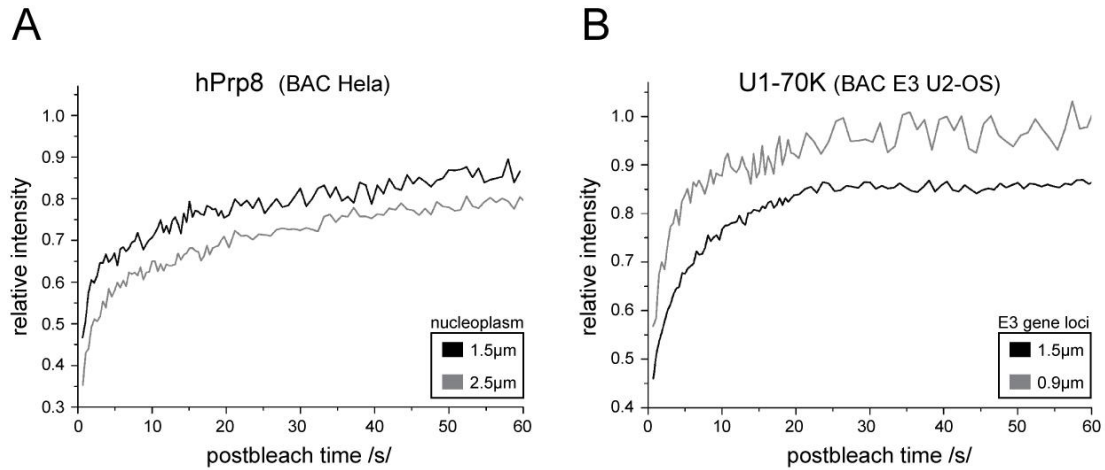 A
hPrp8 (BAC Hela)
relative intensity
1.0
0.9
0.8
0.7
0.6
0.5
0.4
0.3
0 10 20 30 40 50 60
postbleach time /s/
nucleoplasm
1.5µm
2.5µm
B
U1-70K (BAC E3 U2-OS)
relative intensity
1.0
0.9
0.8
0.7
0.6
0.5
0.4
0 10 20 30 40 50 60
postbleach time /s/
E3 gene loci
1.5µm
0.9µm